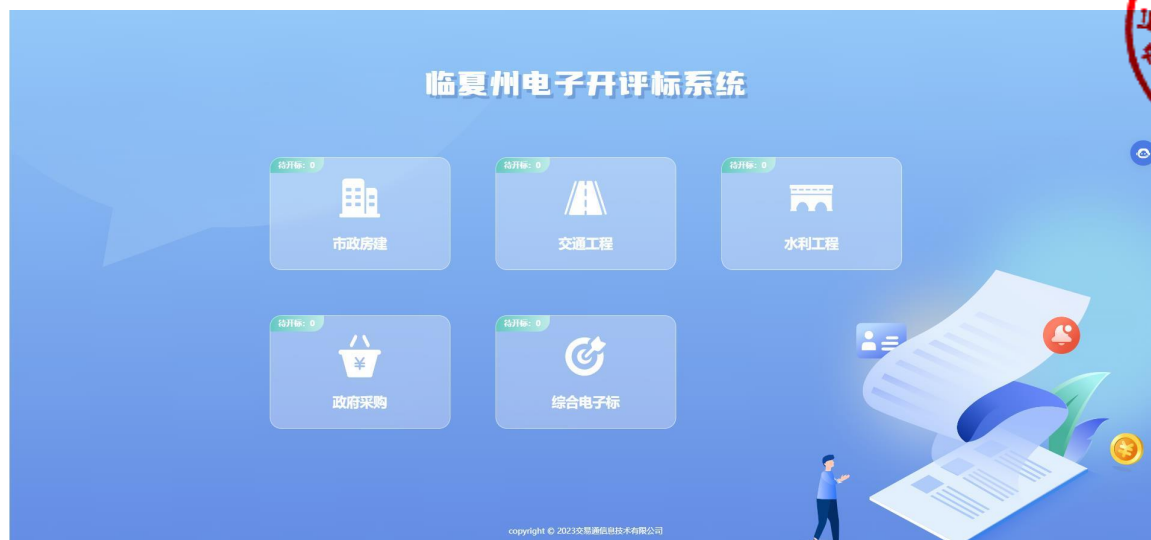 临夏州电子开评标系统
待开标：0
待开标：0
待开标：0
市政房建
交通工程
水利工程
待开标：0
待开标：0
政府采购
综合电子标
copyright © 2023交易通信息技术有限公司